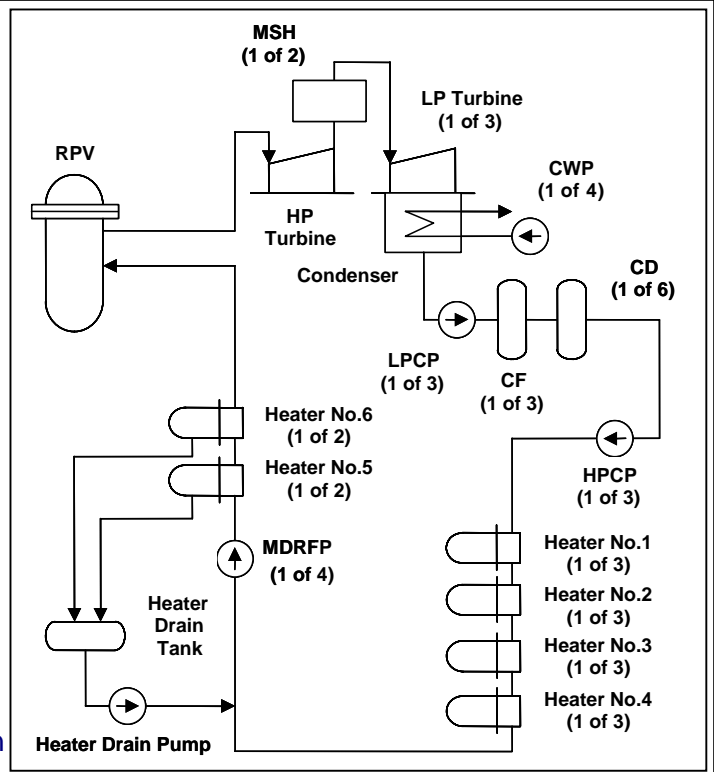 MSH
(1 of 2)
LP Turbine
(1 of 3)
RPV
CWP
(1 of 4)
HP
Turbine
Condenser
CD
(1 of 6)
LPCP
(1 of 3)
CF
(1 of 3)
Heater No.6
(1 of 2)
Heater No.5
(1 of 2)
HPCP
(1 of 3)
MDRFP
(1 of 4)
Heater No.1
(1 of 3)
Heater No.2
(1 of 3)
Heater
Drain
Tank
Heater No.3
(1 of 3)
Heater No.4
(1 of 3)
Heater Drain Pump